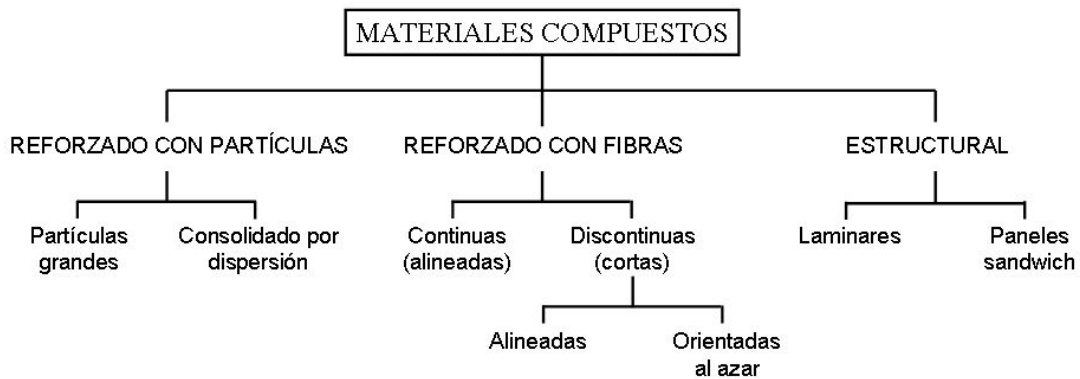 MATERIALES COMPUESTOS
REFORZADO CON PARTÍCULAS
REFORZADO CON FIBRAS
ESTRUCTURAL
Partículas
grandes
Consolidado por
dispersión
Continuas
(alineadas)
Discontinuas
(cortas)
Laminares
Paneles
sandwich
Alineadas
Orientadas
al azar